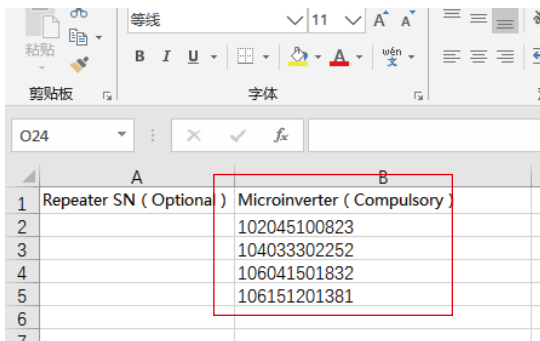 等线 11 A A
粘贴
B I U A wén 文
剪贴板 字体
O24 fx
A B
1 Repeater SN ( Optional ) Microinverter ( Compulsory )
2 102045100823
3 104033302252
4 106041501832
5 106151201381
6